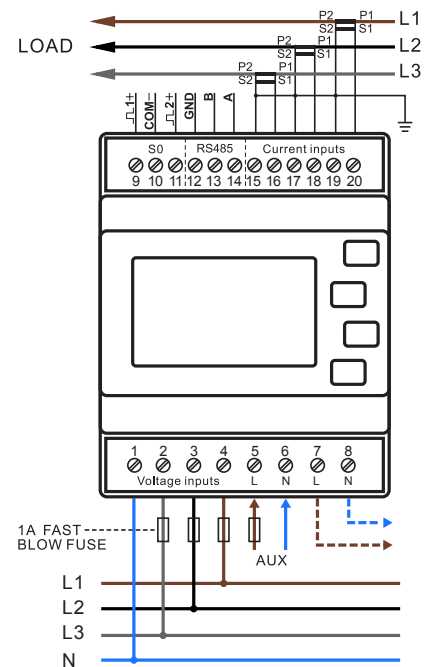 P2 P1 L1
S2 S1
LOAD P2 P1 L2
S2 S1
P2 P1 L3
S2 S1
1+ COM− 2+ GND B A
S0 RS485 Current inputs
9 10 11 12 13 14 15 16 17 18 19 20
1 2 3 4 5 6 7 8
Voltage inputs L N L N
1A FAST
BLOW FUSE
AUX
L1
L2
L3
N